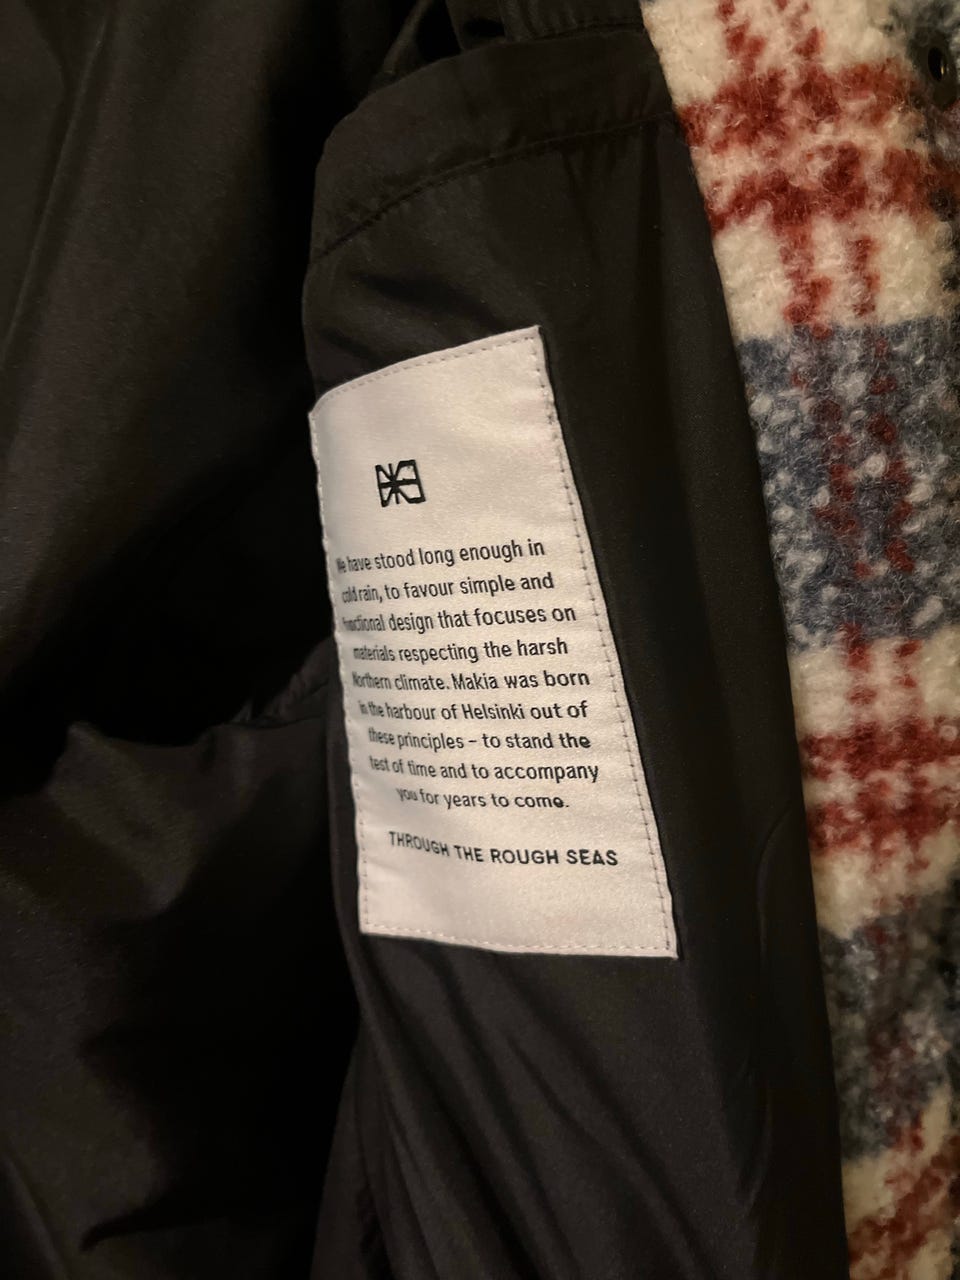 We have stood long enough in
cold rain, to favour simple and
functional design that focuses on
materials respecting the harsh
Northern climate. Makia was born
in the harbour of Helsinki out of
these principles – to stand the
test of time and to accompany
you for years to come.
THROUGH THE ROUGH SEAS